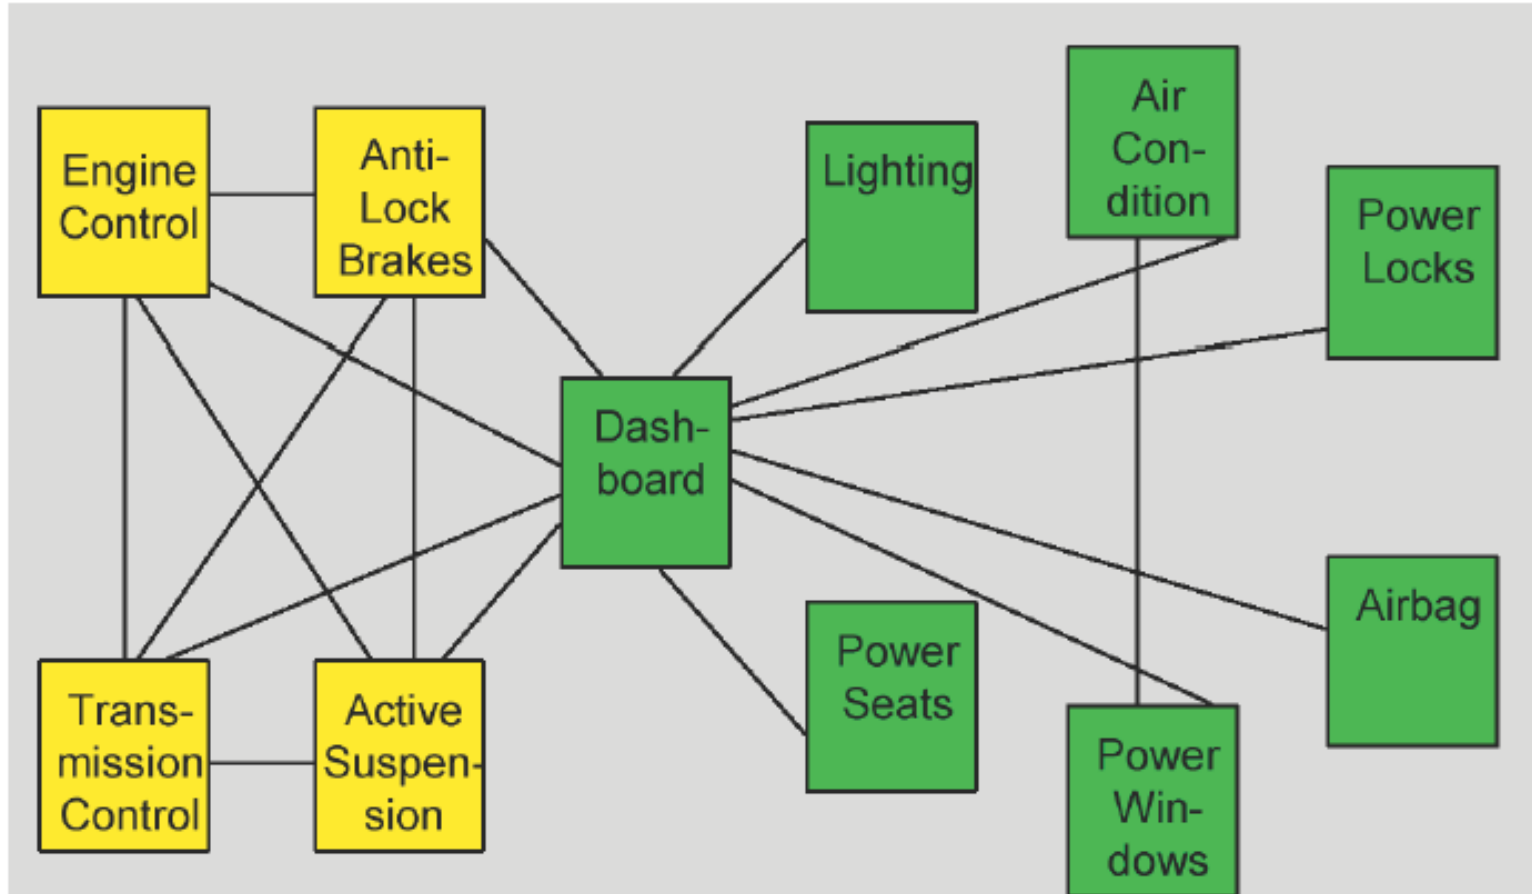 Engine
Control
Anti-
Lock
Brakes
Lighting
Air
Con-
dition
Power
Locks
Dash-
board
Trans-
mission
Control
Active
Suspen-
sion
Power
Seats
Power
Win-
dows
Airbag